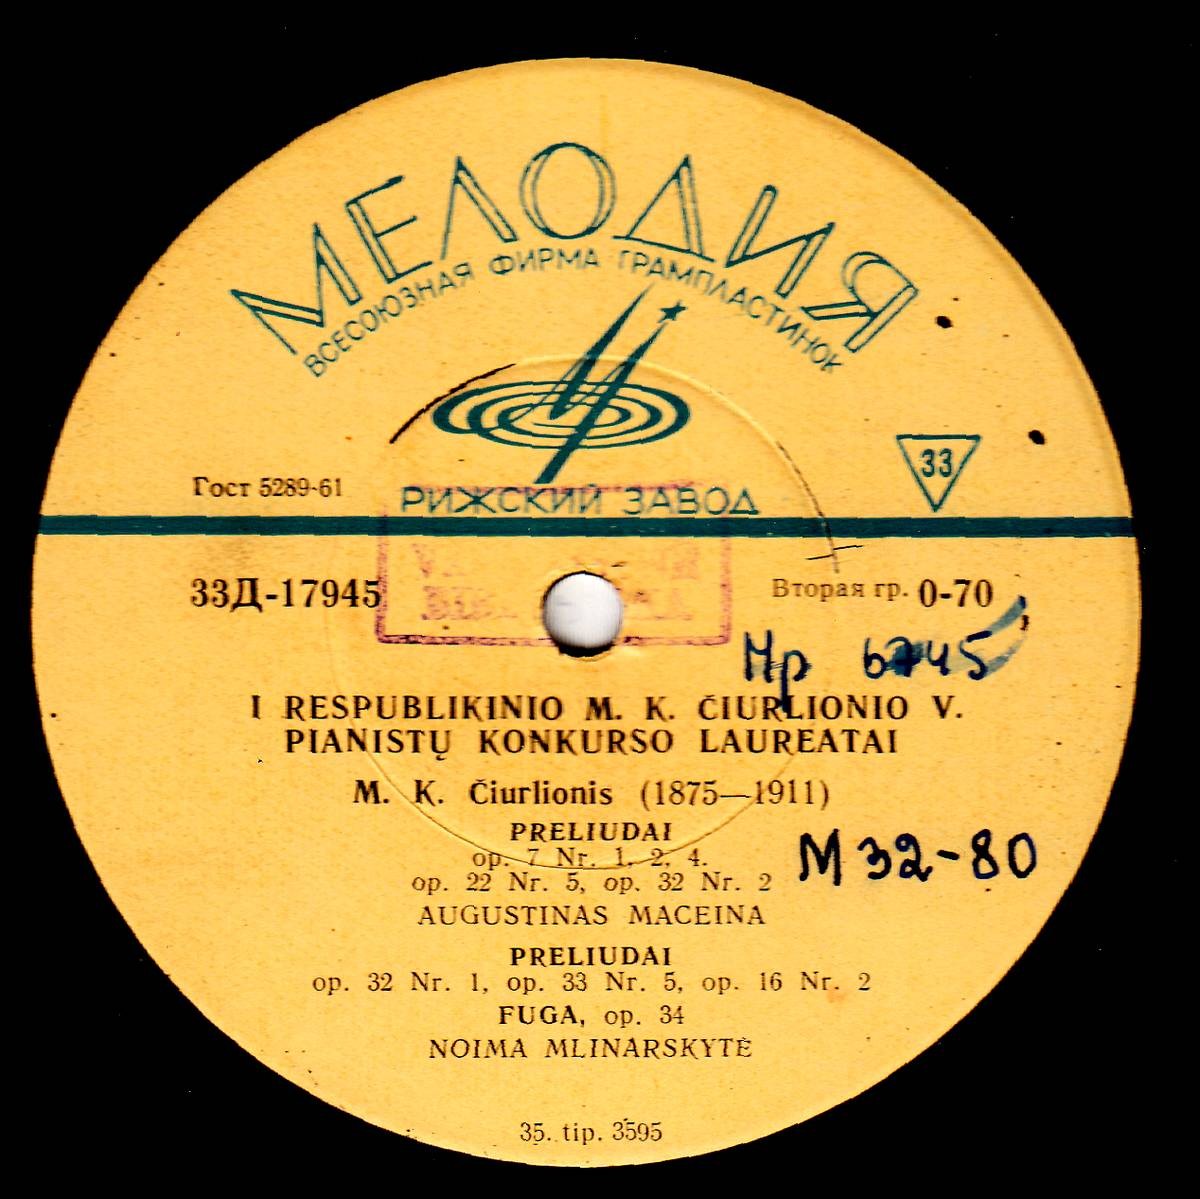 МЕЛОДИЯ
ВСЕСОЮЗНАЯ ФИРМА ГРАМПЛАСТИНОК
33
Гост 5289-61
РИЖСКИЙ ЗАВОД
33Д-17945
Вторая гр. 0-70
Нр 6745
I RESPUBLIKINIO M. K. ČIURLIONIO V.
PIANISTŲ KONKURSO LAUREATAI
M. K. Čiurlionis (1875—1911)
PRELIUDAI
op. 7 Nr. 1, 2, 4.
op. 22 Nr. 5, op. 32 Nr. 2
M 32-80
AUGUSTINAS MACEINA
PRELIUDAI
op. 32 Nr. 1, op. 33 Nr. 5, op. 16 Nr. 2
FUGA, op. 34
NOIMA MLINARSKYTĖ
35. tip. 3595